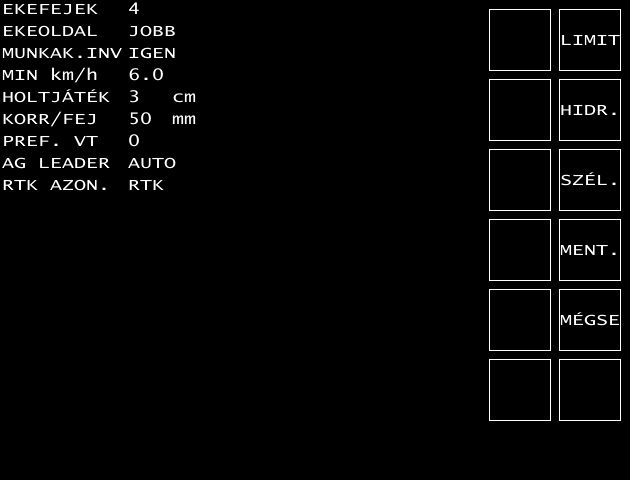 EKEFEJEK 4
EKEOLDAL JOBB
MUNKAK.INV IGEN
MIN km/h 6.0
HOLTJÁTÉK 3 cm
KORR/FEJ 50 mm
PREF. VT 0
AG LEADER AUTO
RTK AZON. RTK
LIMIT
HIDR.
SZÉL.
MENT.
MÉGSE